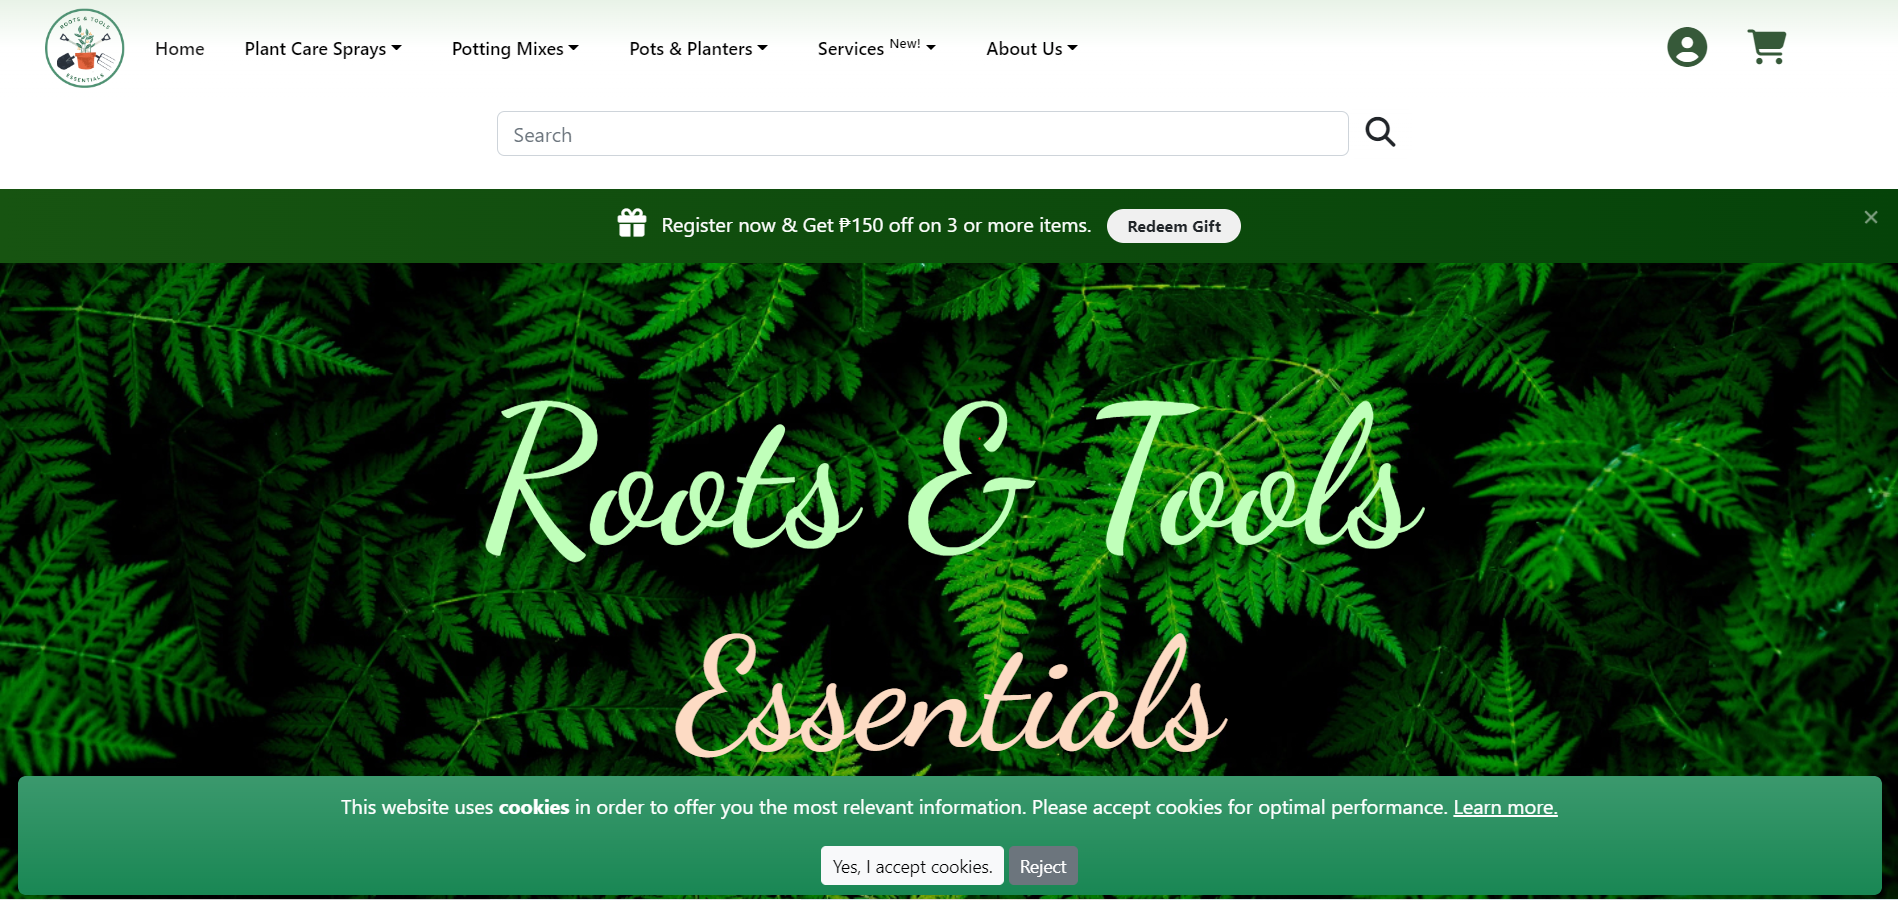 ROOTS & TOOLS
ESSENTIALS
Home
Plant Care Sprays
Potting Mixes
Pots & Planters
Services New!
About Us
Search
Register now & Get ₱150 off on 3 or more items.
Redeem Gift
Roots & Tools
Essentials
This website uses cookies in order to offer you the most relevant information. Please accept cookies for optimal performance. Learn more.
Yes, I accept cookies.
Reject